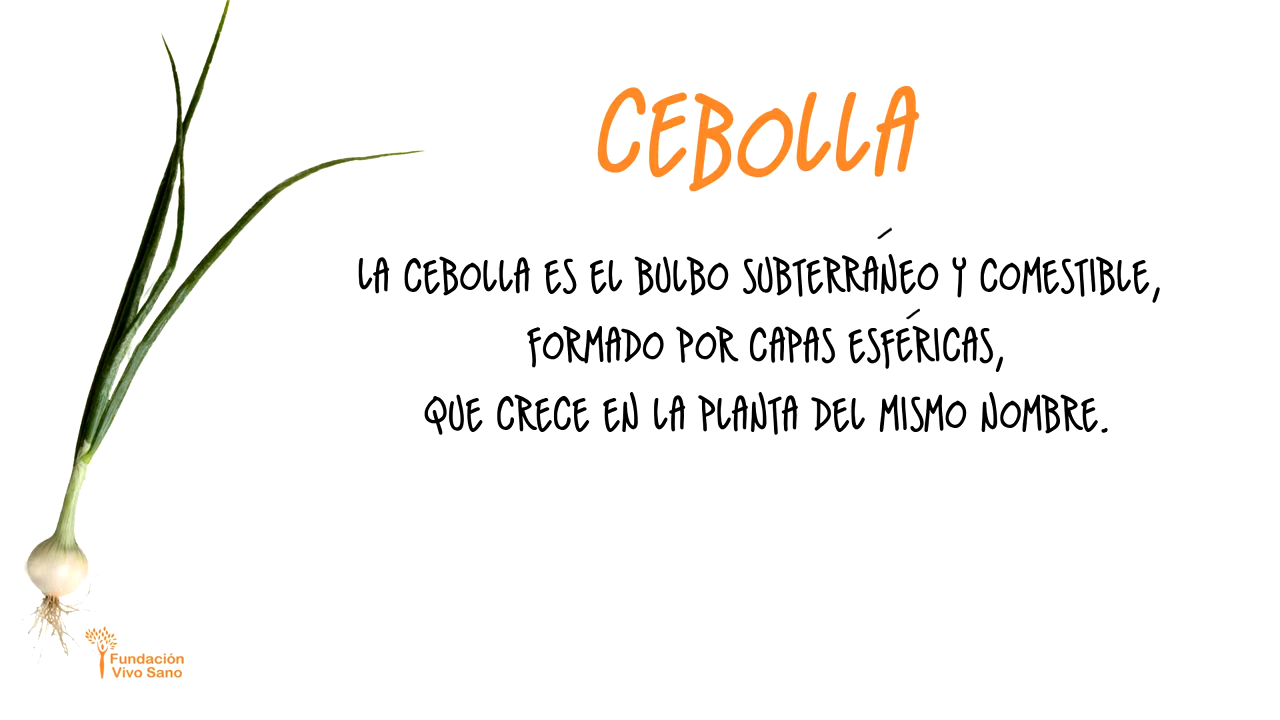 CEBOLLA
LA CEBOLLA ES EL BULBO SUBTERRÁNEO Y COMESTIBLE,
FORMADO POR CAPAS ESFÉRICAS,
QUE CRECE EN LA PLANTA DEL MISMO NOMBRE.
Fundación
Vivo Sano